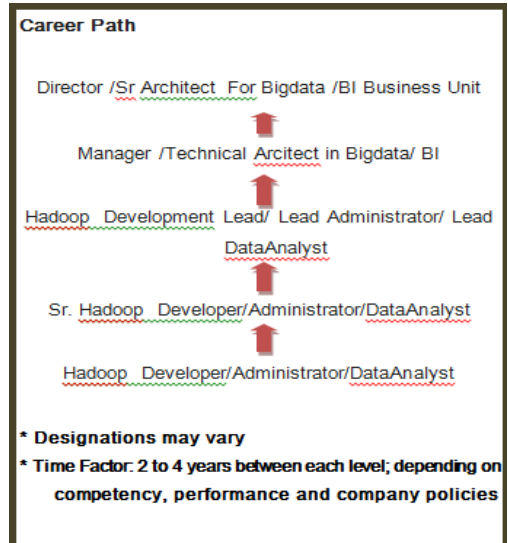 Career Path
Director /Sr Architect For Bigdata /BI Business Unit
Manager /Technical Arcitect in Bigdata/ BI
Hadoop Development Lead/ Lead Administrator/ Lead
DataAnalyst
Sr. Hadoop Developer/Administrator/DataAnalyst
Hadoop Developer/Administrator/DataAnalyst
* Designations may vary
* Time Factor: 2 to 4 years between each level; depending on
competency, performance and company policies